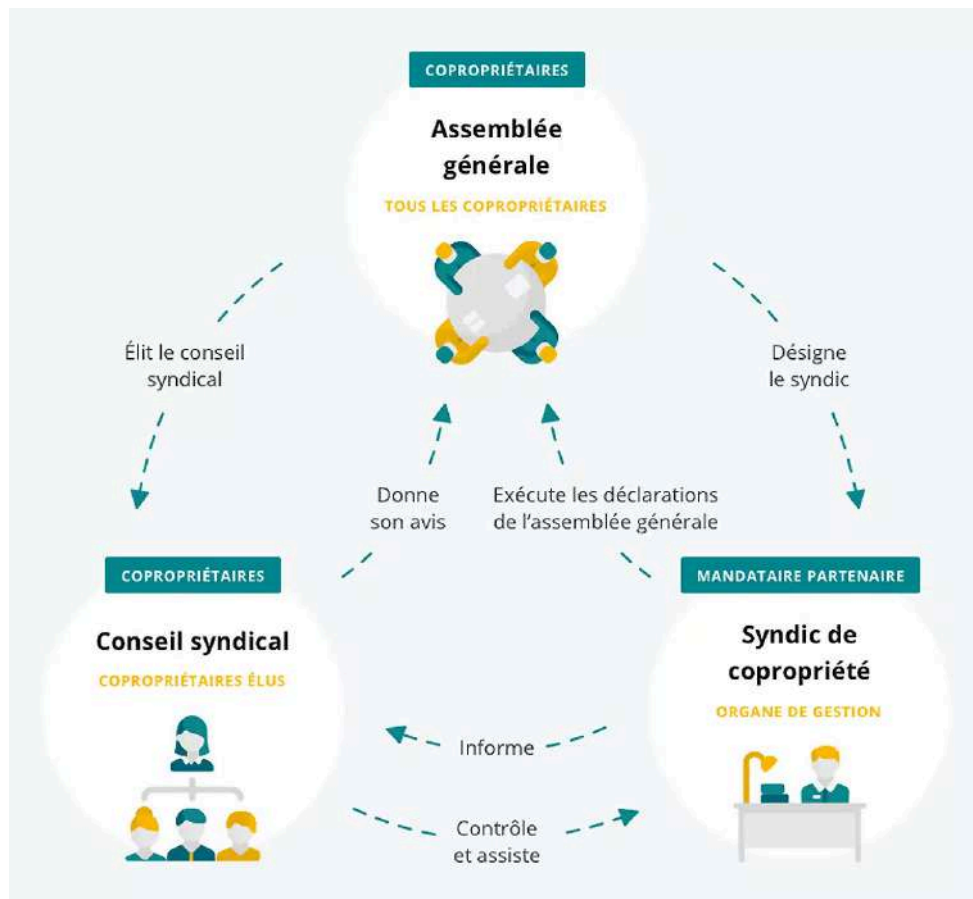 COPROPRIÉTAIRES
Assemblée
générale
TOUS LES COPROPRIÉTAIRES
Élit le conseil
syndical
Désigne
le syndic
Donne
son avis
Exécute les déclarations
de l'assemblée générale
COPROPRIÉTAIRES
Conseil syndical
COPROPRIÉTAIRES ÉLUS
MANDATAIRE PARTENAIRE
Syndic de
copropriété
ORGANE DE GESTION
Informe
Contrôle
et assiste